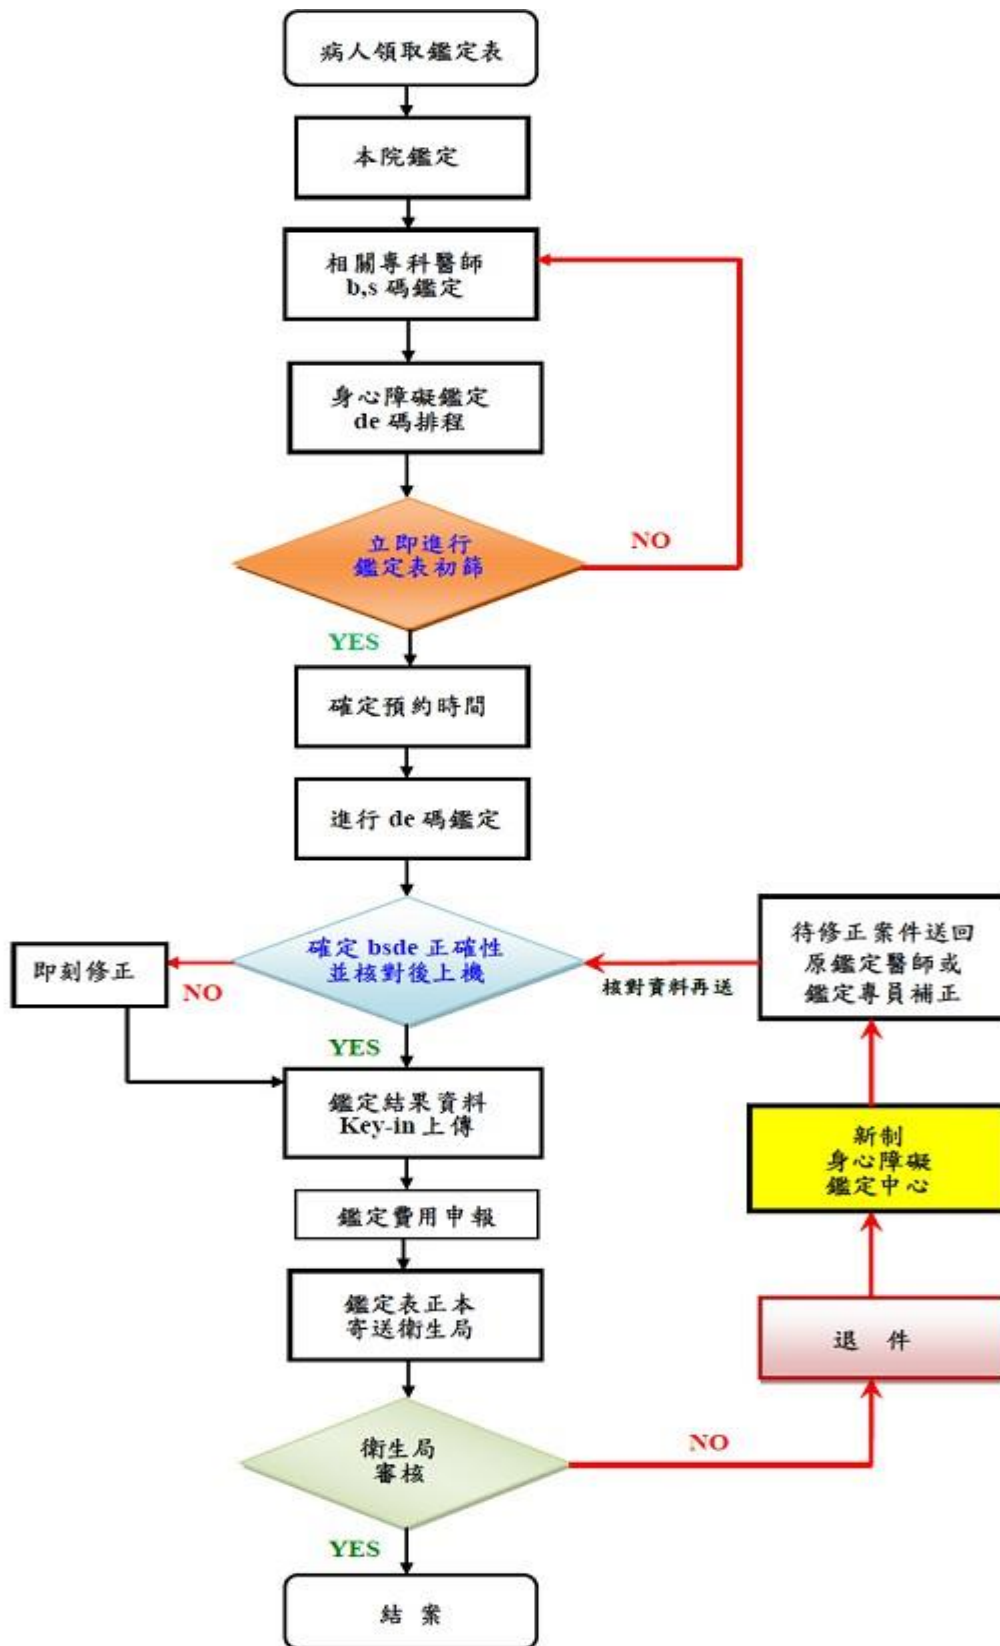 病人領取鑑定表
本院鑑定
相關專科醫師
b,s 碼鑑定
身心障礙鑑定
de 碼排程
立即進行
鑑定表初篩
NO
YES
確定預約時間
進行 de 碼鑑定
確定 bsde 正確性
並核對後上機
NO
即刻修正
YES
鑑定結果資料
Key-in 上傳
鑑定費用申報
鑑定表正本
寄送衛生局
衛生局
審核
NO
退 件
新制
身心障礙
鑑定中心
待修正案件送回
原鑑定醫師或
鑑定專員補正
核對資料再送
YES
結 案